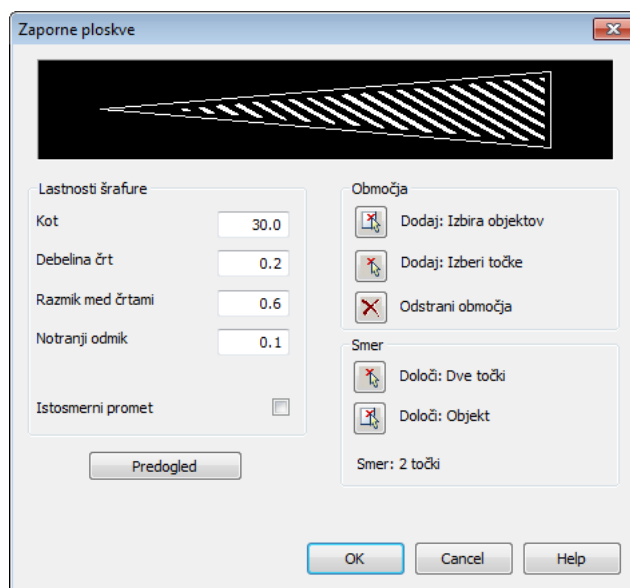 Zaporne ploskve
Lastnosti šrafure
Kot
30.0
Debelina črt
0.2
Razmik med črtami
0.6
Notranji odmik
0.1
Istosmerni promet
Predogled
Območja
Dodaj: Izbira objektov
Dodaj: Izberi točke
Odstrani območja
Smer
Določi: Dve točki
Določi: Objekt
Smer: 2 točki
OK
Cancel
Help